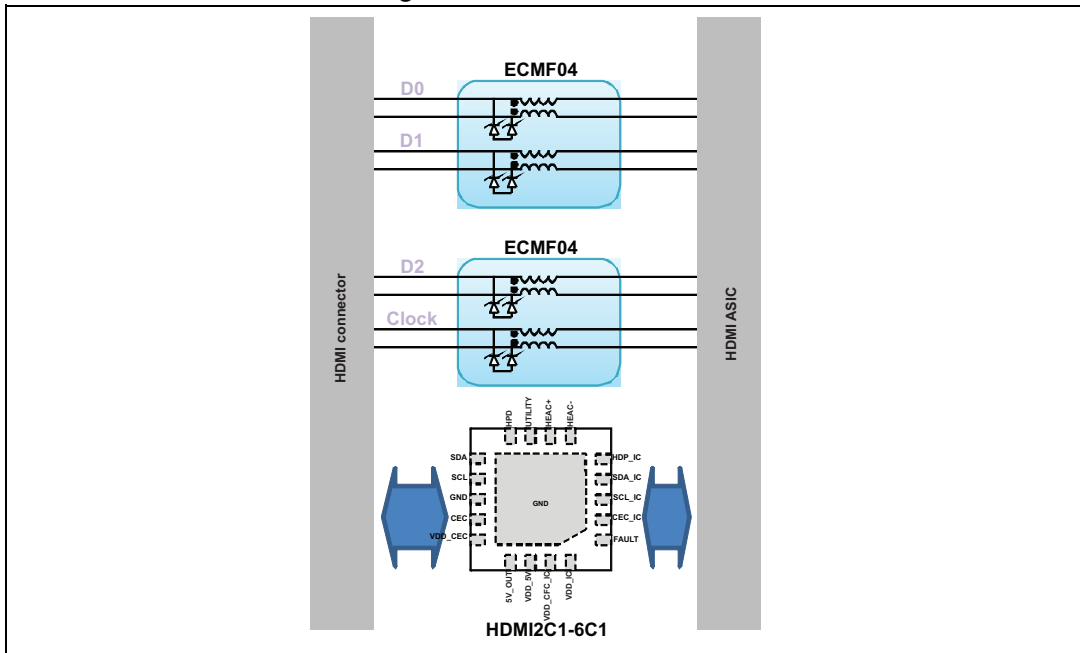 ECMF04
D0
D1
ECMF04
D2
Clock
HDMI connector
HDMI ASIC
HPD
UTILITY
HEAC+
HEAC-
SDA
SCL
GND
CEC
VDD_CEC
GND
HDP_IC
SDA_IC
SCL_IC
CEC_IC
FAULT
5V_OUT
VDD_5V
VDD_CFC_IC
VDD_IC
HDMI2C1-6C1